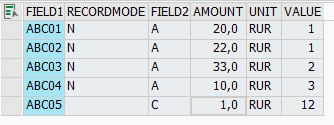 FIELD1 RECORDMODE FIELD2 AMOUNT UNIT VALUE
ABC01 N A 20,0 RUR 1
ABC02 N A 22,0 RUR 1
ABC03 N A 33,0 RUR 2
ABC04 N A 10,0 RUR 3
ABC05 C 1,0 RUR 12